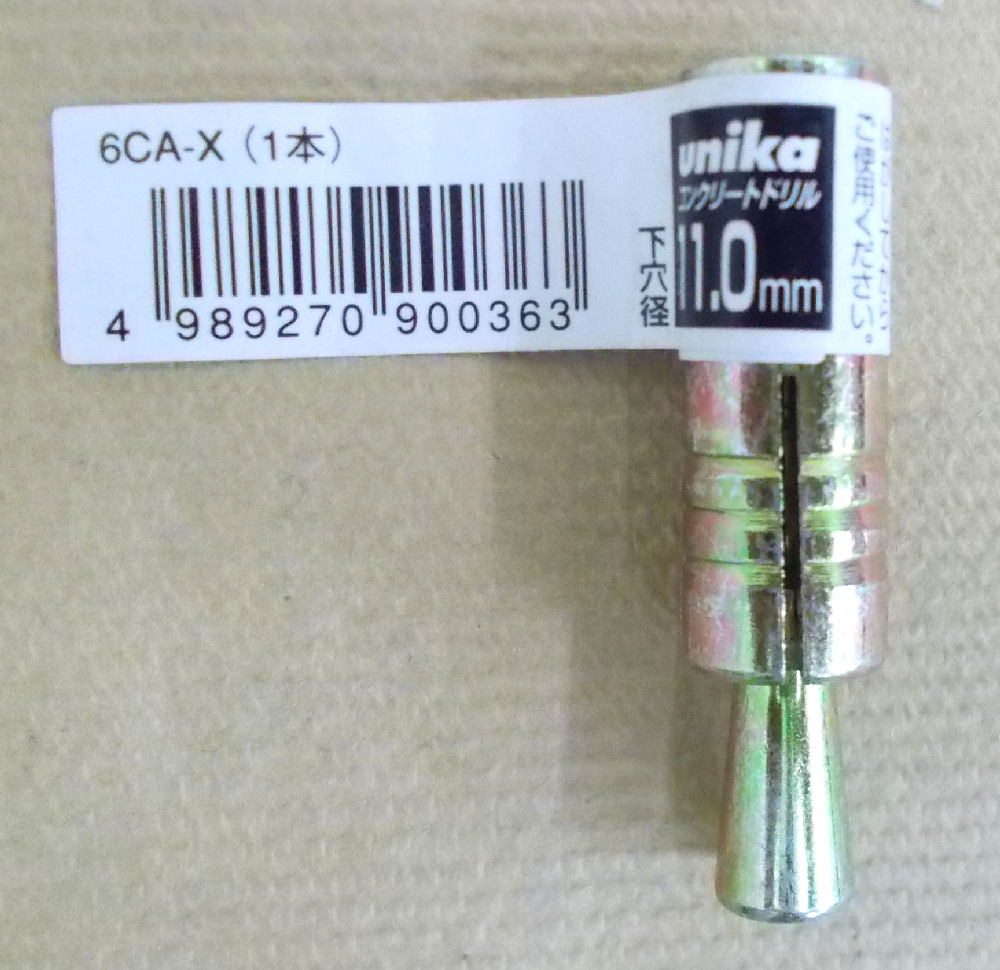 6CA-X（1本）
4 989270 900363
下穴径
unika
コンクリートドリル
11.0mm
ご使用ください。